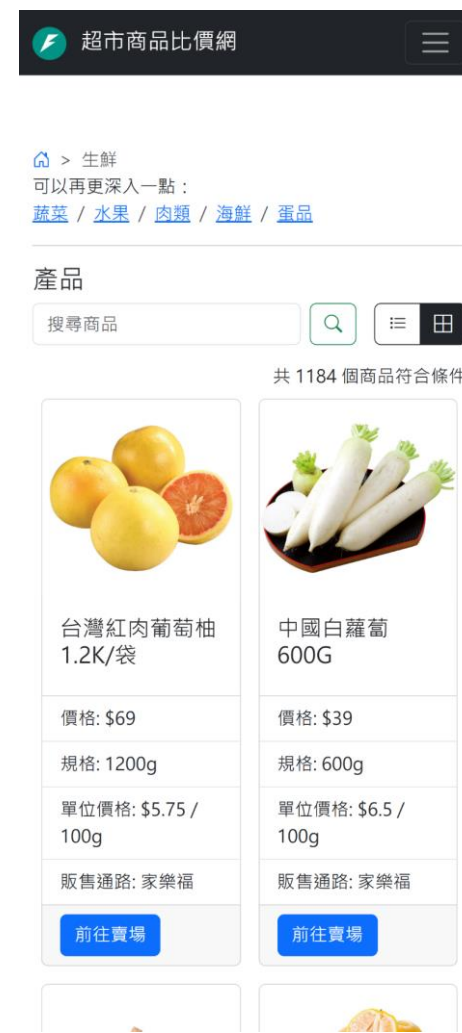 超市商品比價網
> 生鮮
可以再更深入一點：
蔬菜 / 水果 / 肉類 / 海鮮 / 蛋品
產品
搜尋商品
共 1184 個商品符合條件
台灣紅肉葡萄柚
1.2K/袋
價格: $69
規格: 1200g
單位價格: $5.75 /
100g
販售通路: 家樂福
前往賣場
中國白蘿蔔
600G
價格: $39
規格: 600g
單位價格: $6.5 /
100g
販售通路: 家樂福
前往賣場